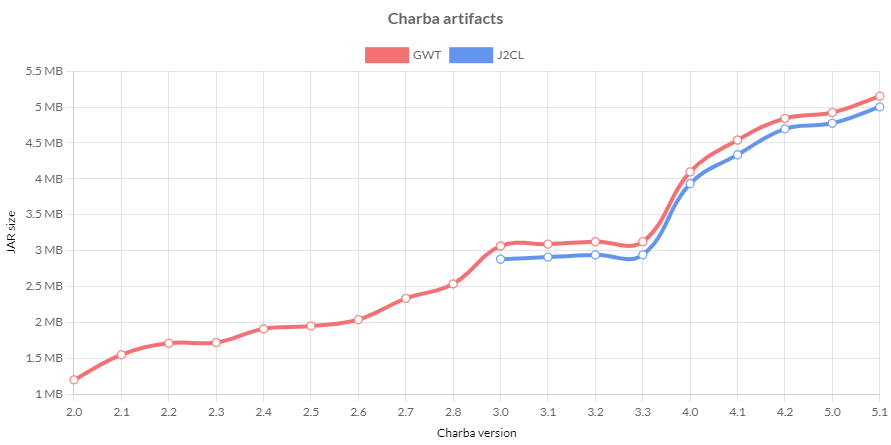 Charba artifacts
GWT J2CL
5.5 MB
5 MB
4.5 MB
4 MB
3.5 MB
3 MB
2.5 MB
2 MB
1.5 MB
1 MB
JAR size
2.0 2.1 2.2 2.3 2.4 2.5 2.6 2.7 2.8 3.0 3.1 3.2 3.3 4.0 4.1 4.2 5.0 5.1
Charba version